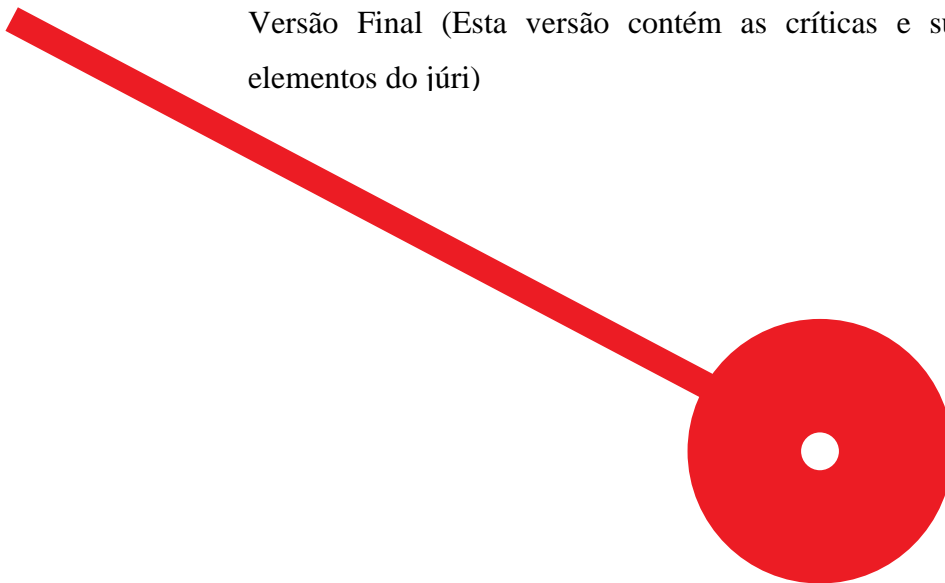 Versão Final (Esta versão contém as críticas e
elementos do júri)